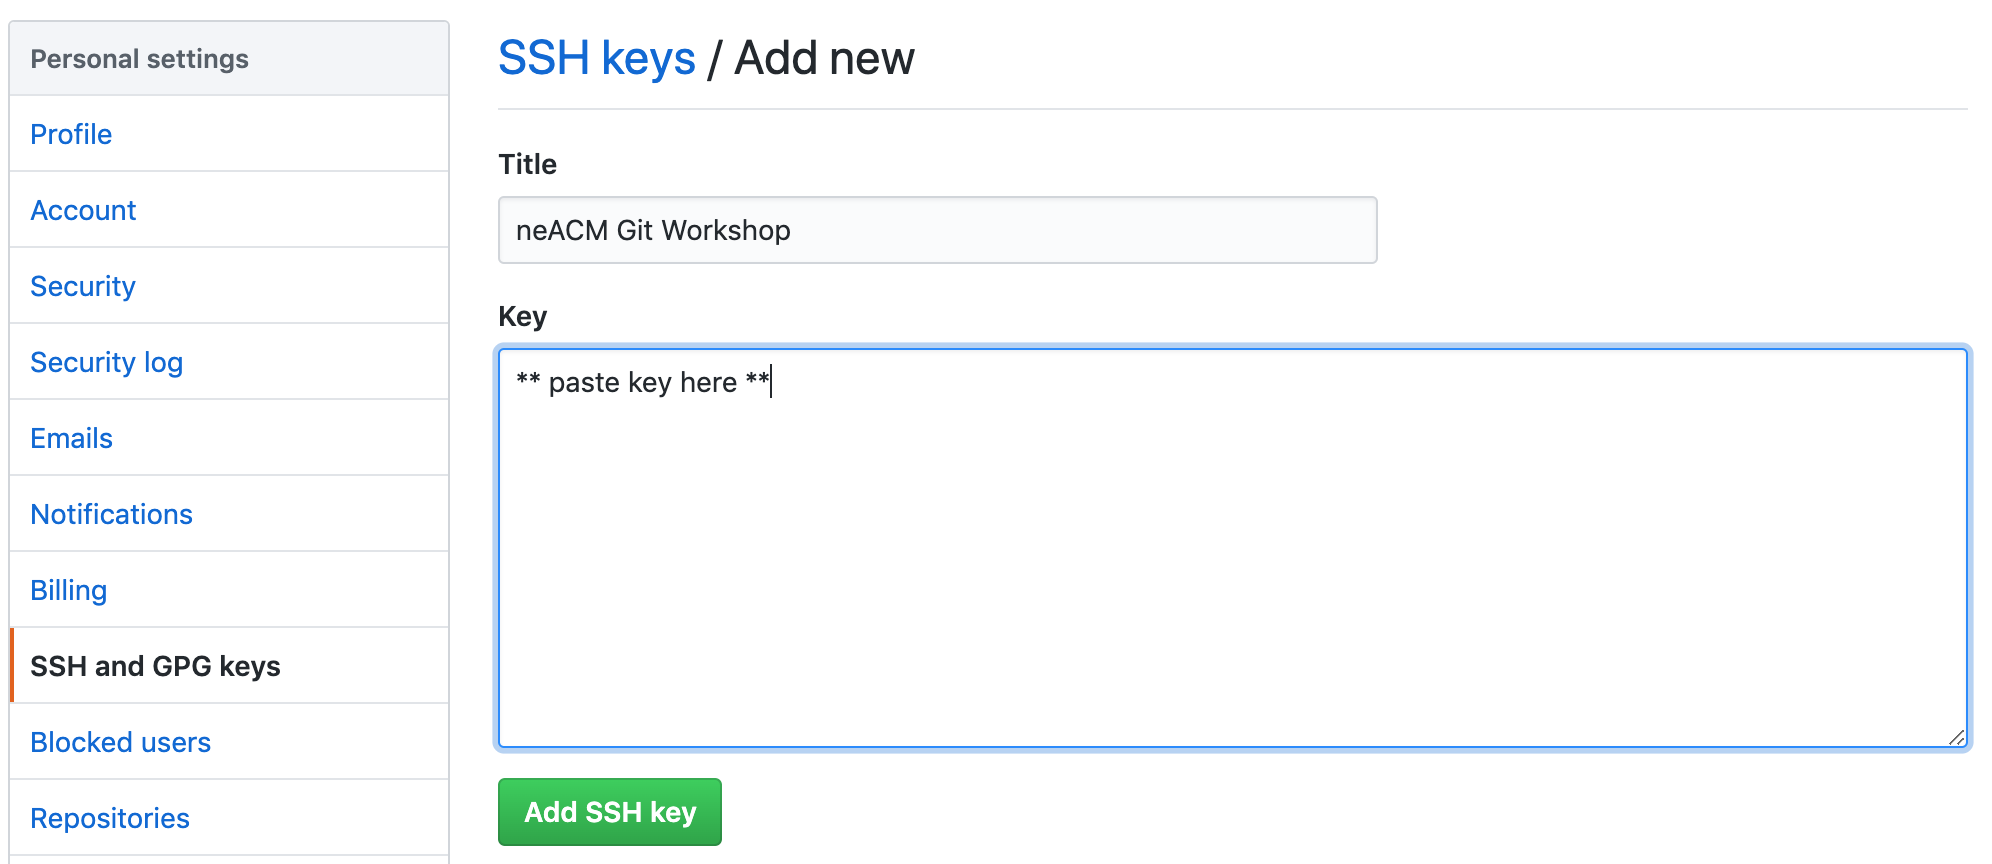 Personal settings
Profile
Account
Security
Security log
Emails
Notifications
Billing
SSH and GPG keys
Blocked users
Repositories
SSH keys / Add new
Title
neACM Git Workshop
Key
** paste key here **
Add SSH key